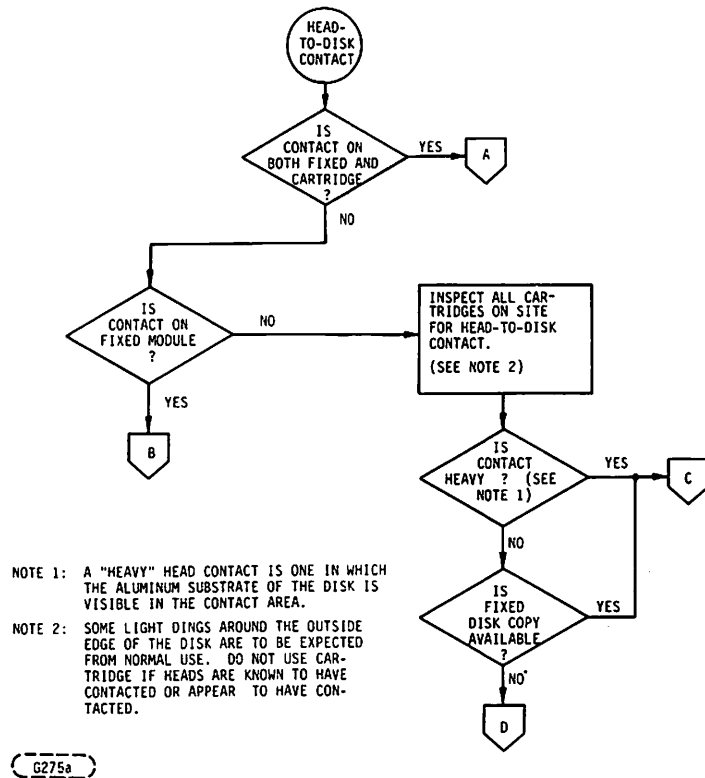 HEAD-
TO-DISK
CONTACT
IS
CONTACT ON
BOTH FIXED AND
CARTRIDGE
?
YES
A
NO
IS
CONTACT ON
FIXED MODULE
?
NO
YES
B
INSPECT ALL CAR-
TRIDGES ON SITE
FOR HEAD-TO-DISK
CONTACT.
(SEE NOTE 2)
IS
CONTACT
HEAVY ? (SEE
NOTE 1)
YES
C
NO
IS
FIXED
DISK COPY
AVAILABLE
?
YES
NO
D
NOTE 1: A "HEAVY" HEAD CONTACT IS ONE IN WHICH
THE ALUMINUM SUBSTRATE OF THE DISK IS
VISIBLE IN THE CONTACT AREA.
NOTE 2: SOME LIGHT DINGS AROUND THE OUTSIDE
EDGE OF THE DISK ARE TO BE EXPECTED
FROM NORMAL USE. DO NOT USE CAR-
TRIDGE IF HEADS ARE KNOWN TO HAVE
CONTACTED OR APPEAR TO HAVE CON-
TACTED.
G275a